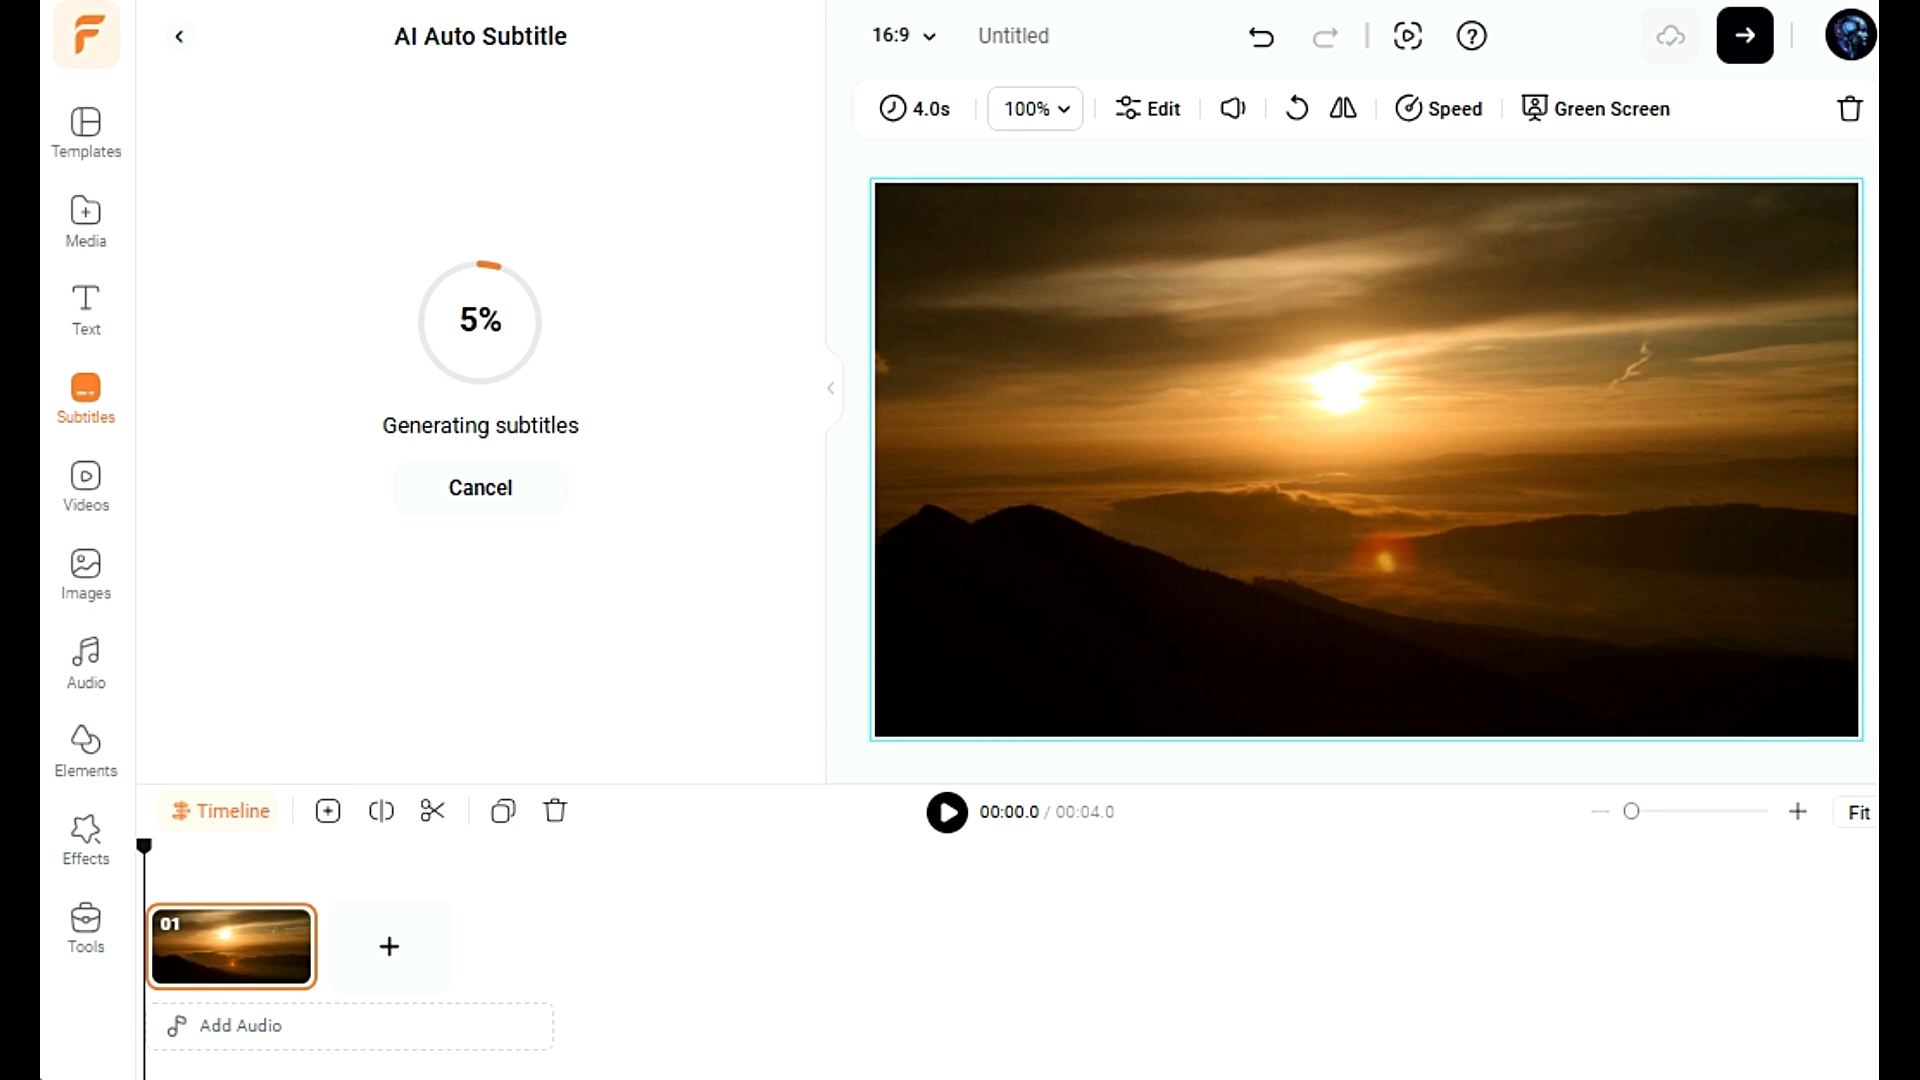 AI Auto Subtitle
16:9
Untitled
4.0s
100%
Edit
Speed
Green Screen
Templates
Media
Text
Subtitles
Videos
Images
Audio
Elements
Effects
Tools
5%
Generating subtitles
Cancel
Timeline
00:00.0 / 00:04.0
Fit
01
Add Audio